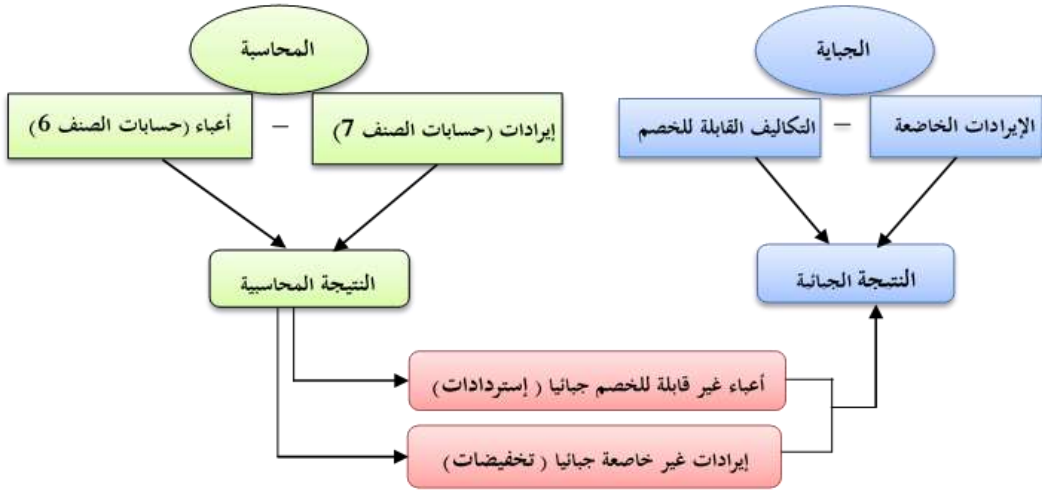 الجباية
المحاسبة
الإيرادات الخاضعة
–
التكاليف القابلة للخصم
إيرادات (حسابات الصنف 7)
–
أعباء (حسابات الصنف 6)
النتيجة الجبائية
النتيجة المحاسبية
أعباء غير قابلة للخصم جبائيا ( إستردادات)
إيرادات غير خاصعة جبائيا ( تخفيضات)